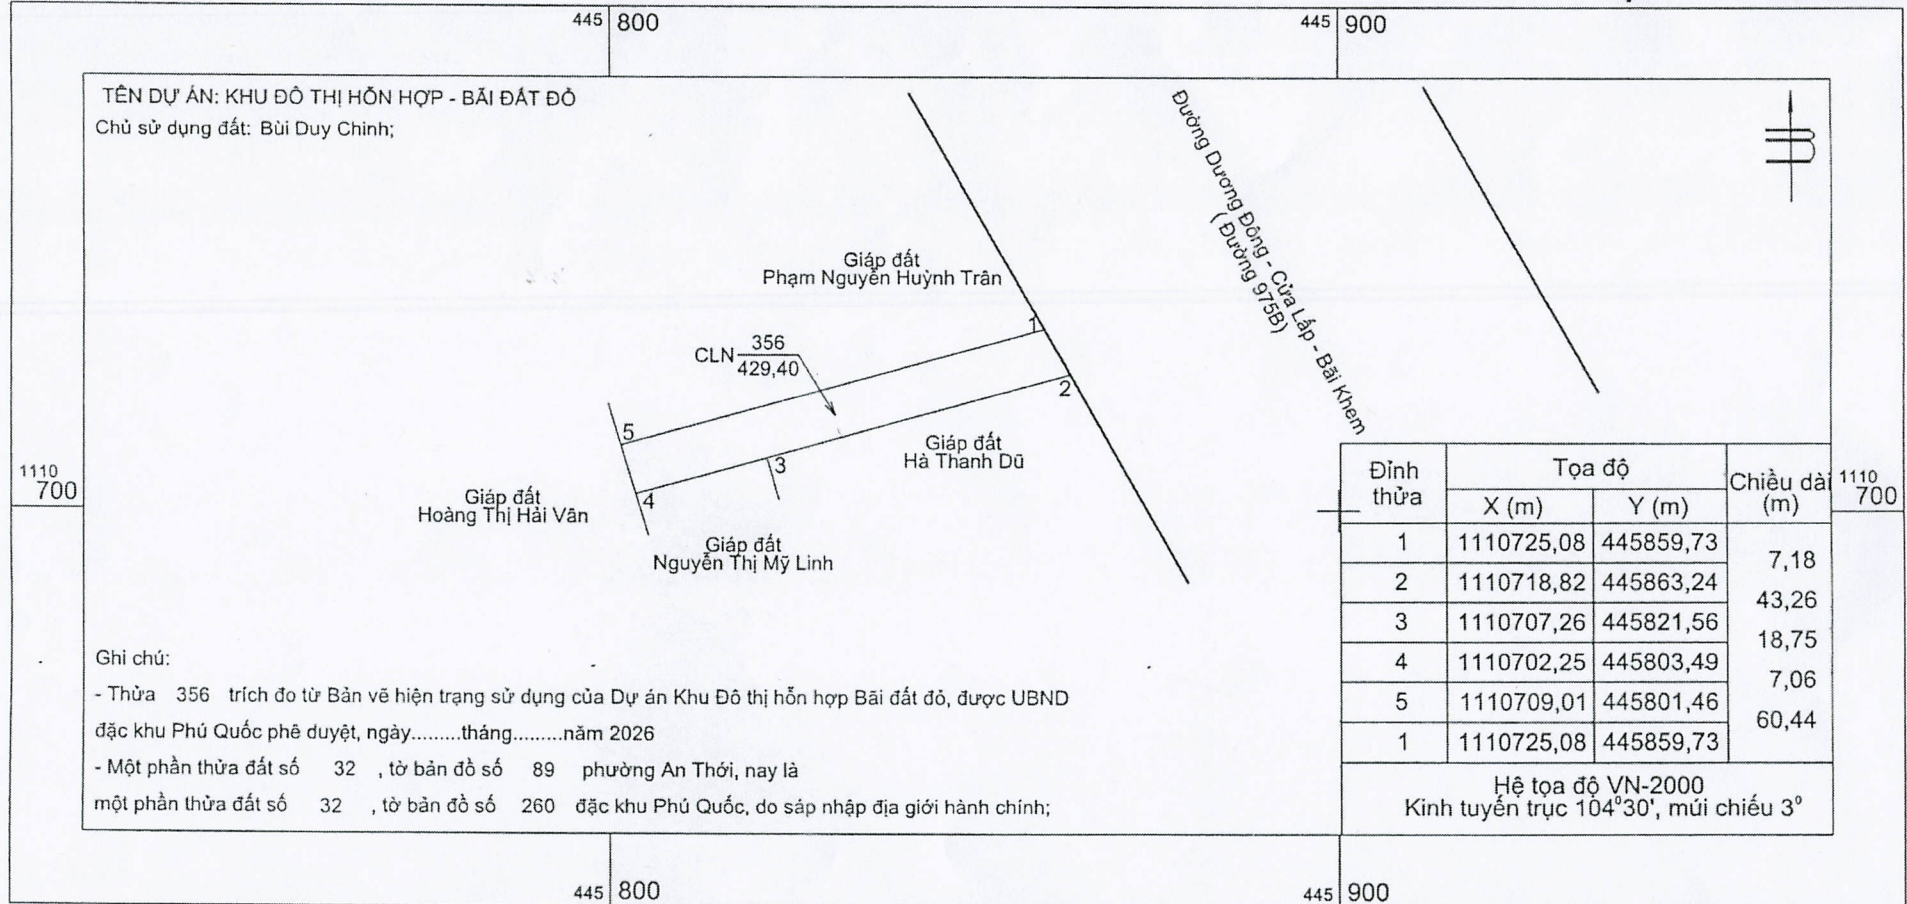 445 800
445 900
TÊN DỰ ÁN: KHU ĐÔ THỊ HỖN HỢP - BÃI ĐẤT ĐỎ
Chủ sử dụng đất: Bùi Duy Chinh;
Đường Dương Đông - Cửa Lấp - Bãi Khem
( Đường 975B)
Giáp đất
Phạm Nguyễn Huỳnh Trân
1
CLN 356
429,40
2
5
3
4
Giáp đất
Hà Thanh Dũ
Giáp đất
Hoàng Thị Hải Vân
Giáp đất
Nguyễn Thị Mỹ Linh
1110
700
1110
700
Đỉnh thửa Tọa độ Chiều dài (m)
X (m) Y (m)
1 1110725,08 445859,73
7,18
2 1110718,82 445863,24
43,26
3 1110707,26 445821,56
18,75
4 1110702,25 445803,49
7,06
5 1110709,01 445801,46
60,44
1 1110725,08 445859,73
Hệ tọa độ VN-2000
Kinh tuyến trục 104⁰30', múi chiếu 3⁰
Ghi chú:
- Thửa 356 trích đo từ Bản vẽ hiện trạng sử dụng của Dự án Khu Đô thị hỗn hợp Bãi đất đỏ, được UBND
đặc khu Phú Quốc phê duyệt, ngày.........tháng.........năm 2026
- Một phần thửa đất số 32 , tờ bản đồ số 89 phường An Thới, nay là
một phần thửa đất số 32 , tờ bản đồ số 260 đặc khu Phú Quốc, do sáp nhập địa giới hành chính;
445 800
445 900